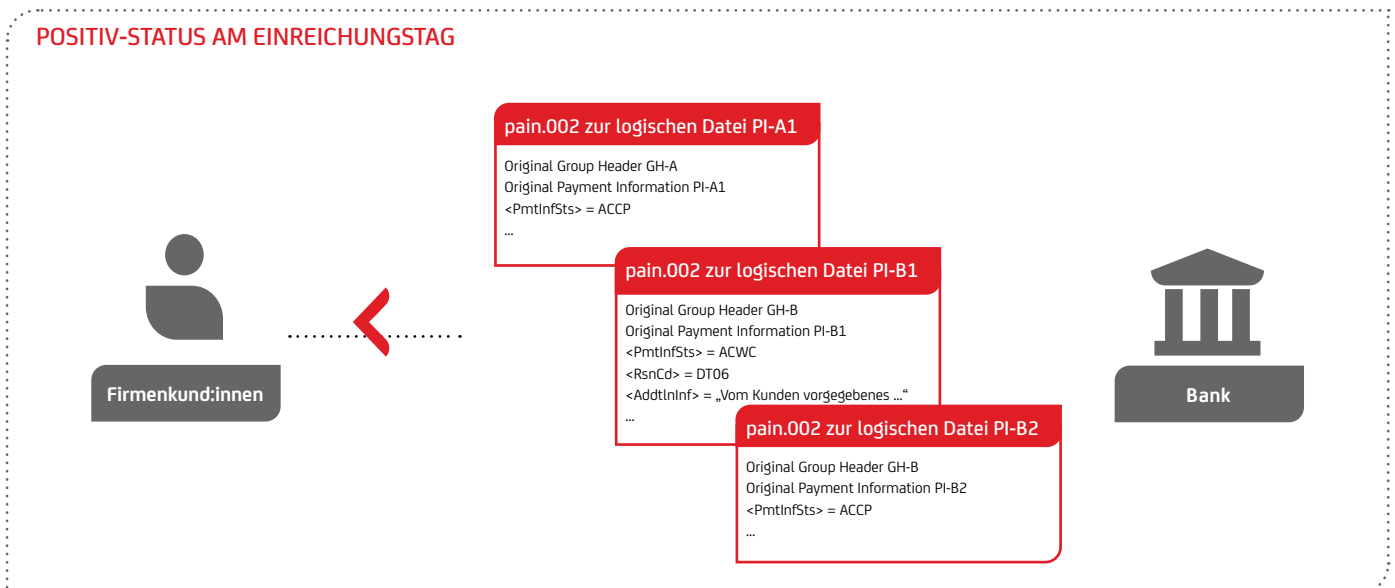 POSITIV-STATUS AM EINREICHUNGSTAG
pain.002 zur logischen Datei PI-A1
Original Group Header GH-A
Original Payment Information PI-A1
<PmtInfSts> = ACCP
...
pain.002 zur logischen Datei PI-B1
Original Group Header GH-B
Original Payment Information PI-B1
<PmtInfSts> = ACWC
<RsnCd> = DT06
<AddtlnInf> = „Vom Kunden vorgegebenes ...“
...
pain.002 zur logischen Datei PI-B2
Original Group Header GH-B
Original Payment Information PI-B2
<PmtInfSts> = ACCP
...
Firmenkund:innen
Bank